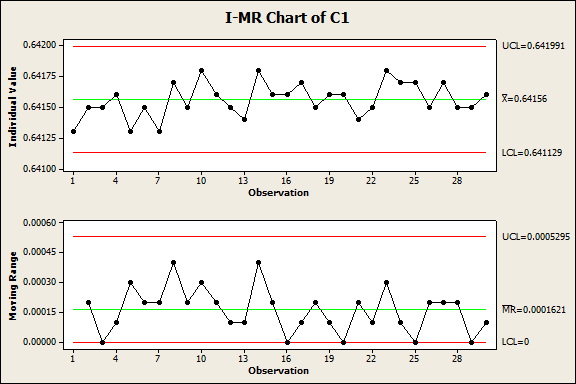 I-MR Chart of C1
Individual Value
0.64200
0.64175
0.64150
0.64125
0.64100
UCL=0.641991
X̅=0.64156
LCL=0.641129
1 4 7 10 13 16 19 22 25 28
Observation
Moving Range
0.00060
0.00045
0.00030
0.00015
0.00000
UCL=0.0005295
M̅R̅=0.0001621
LCL=0
1 4 7 10 13 16 19 22 25 28
Observation